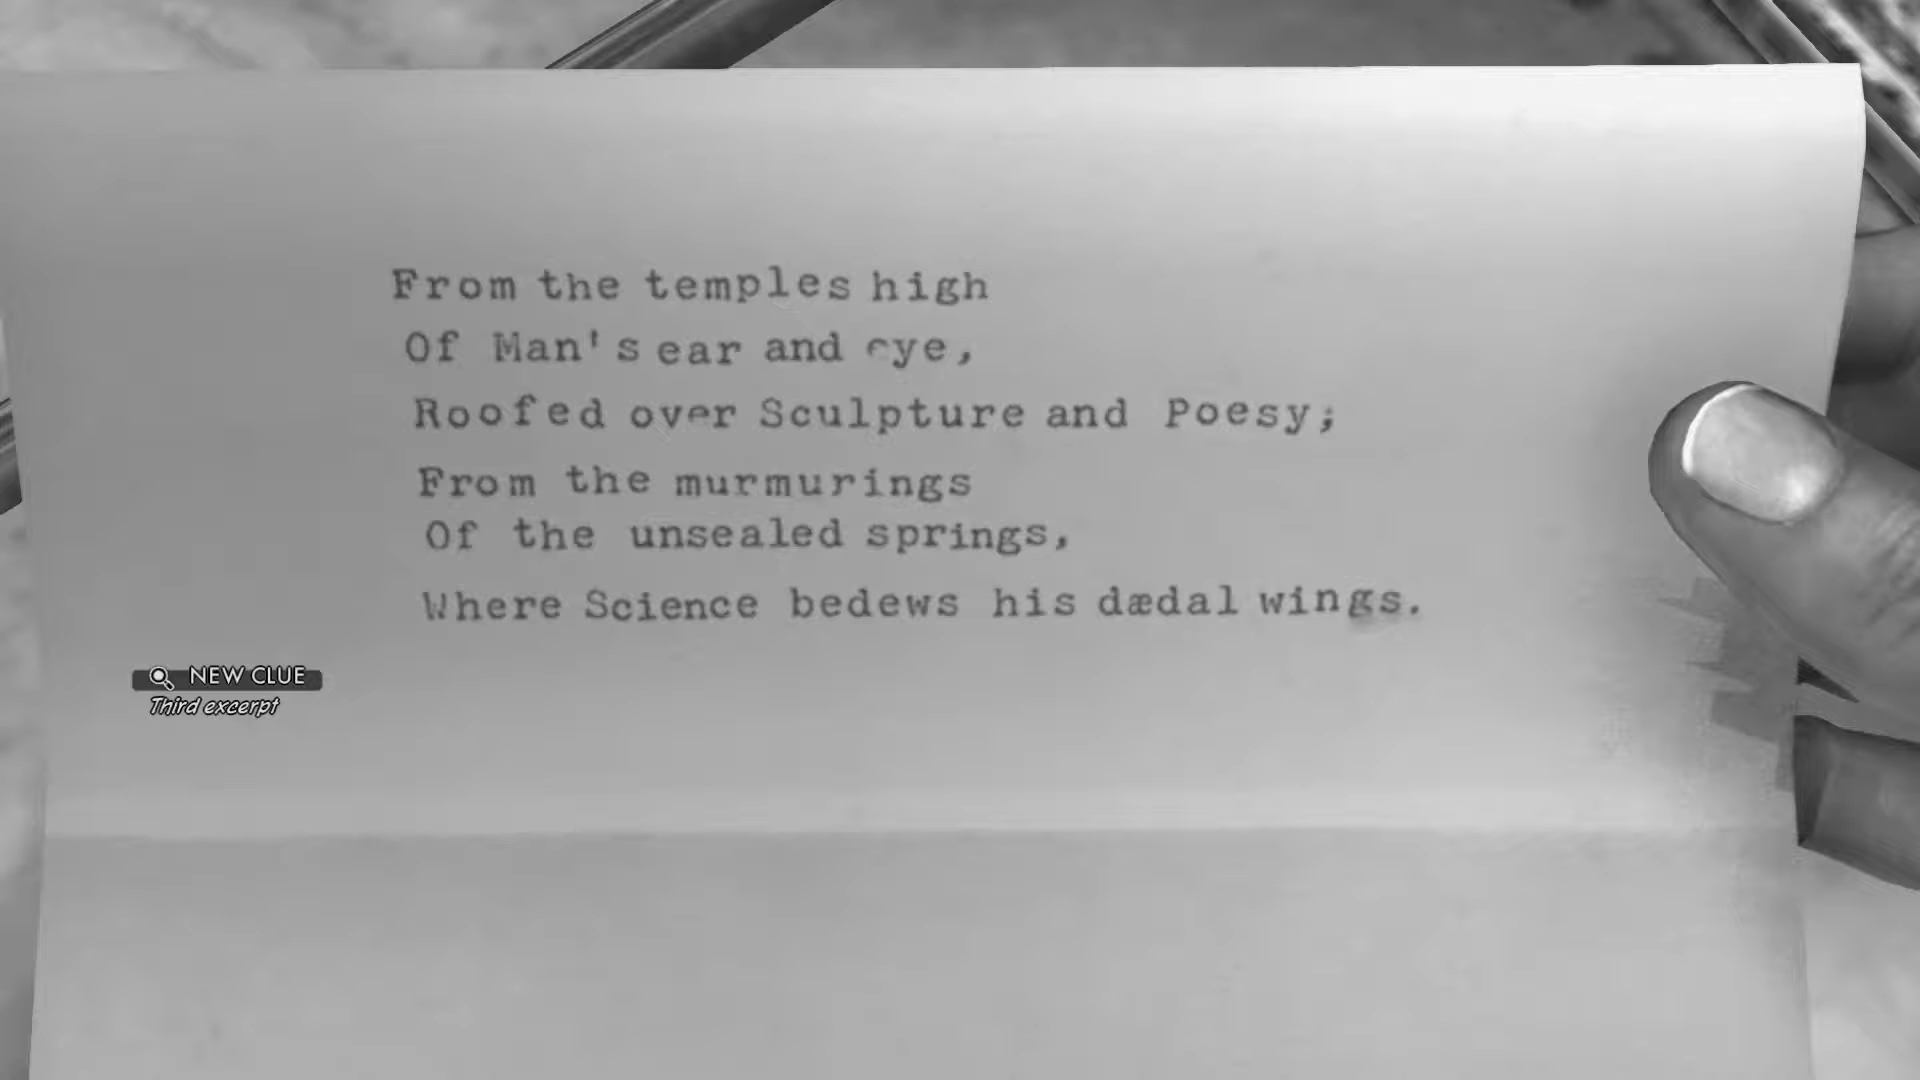 From the temples high
Of Man's ear and eye,
Roofed over Sculpture and Poesy;
From the murmurings
Of the unsealed springs,
Where Science bedews his dædal wings.
NEW CLUE
Third excerpt